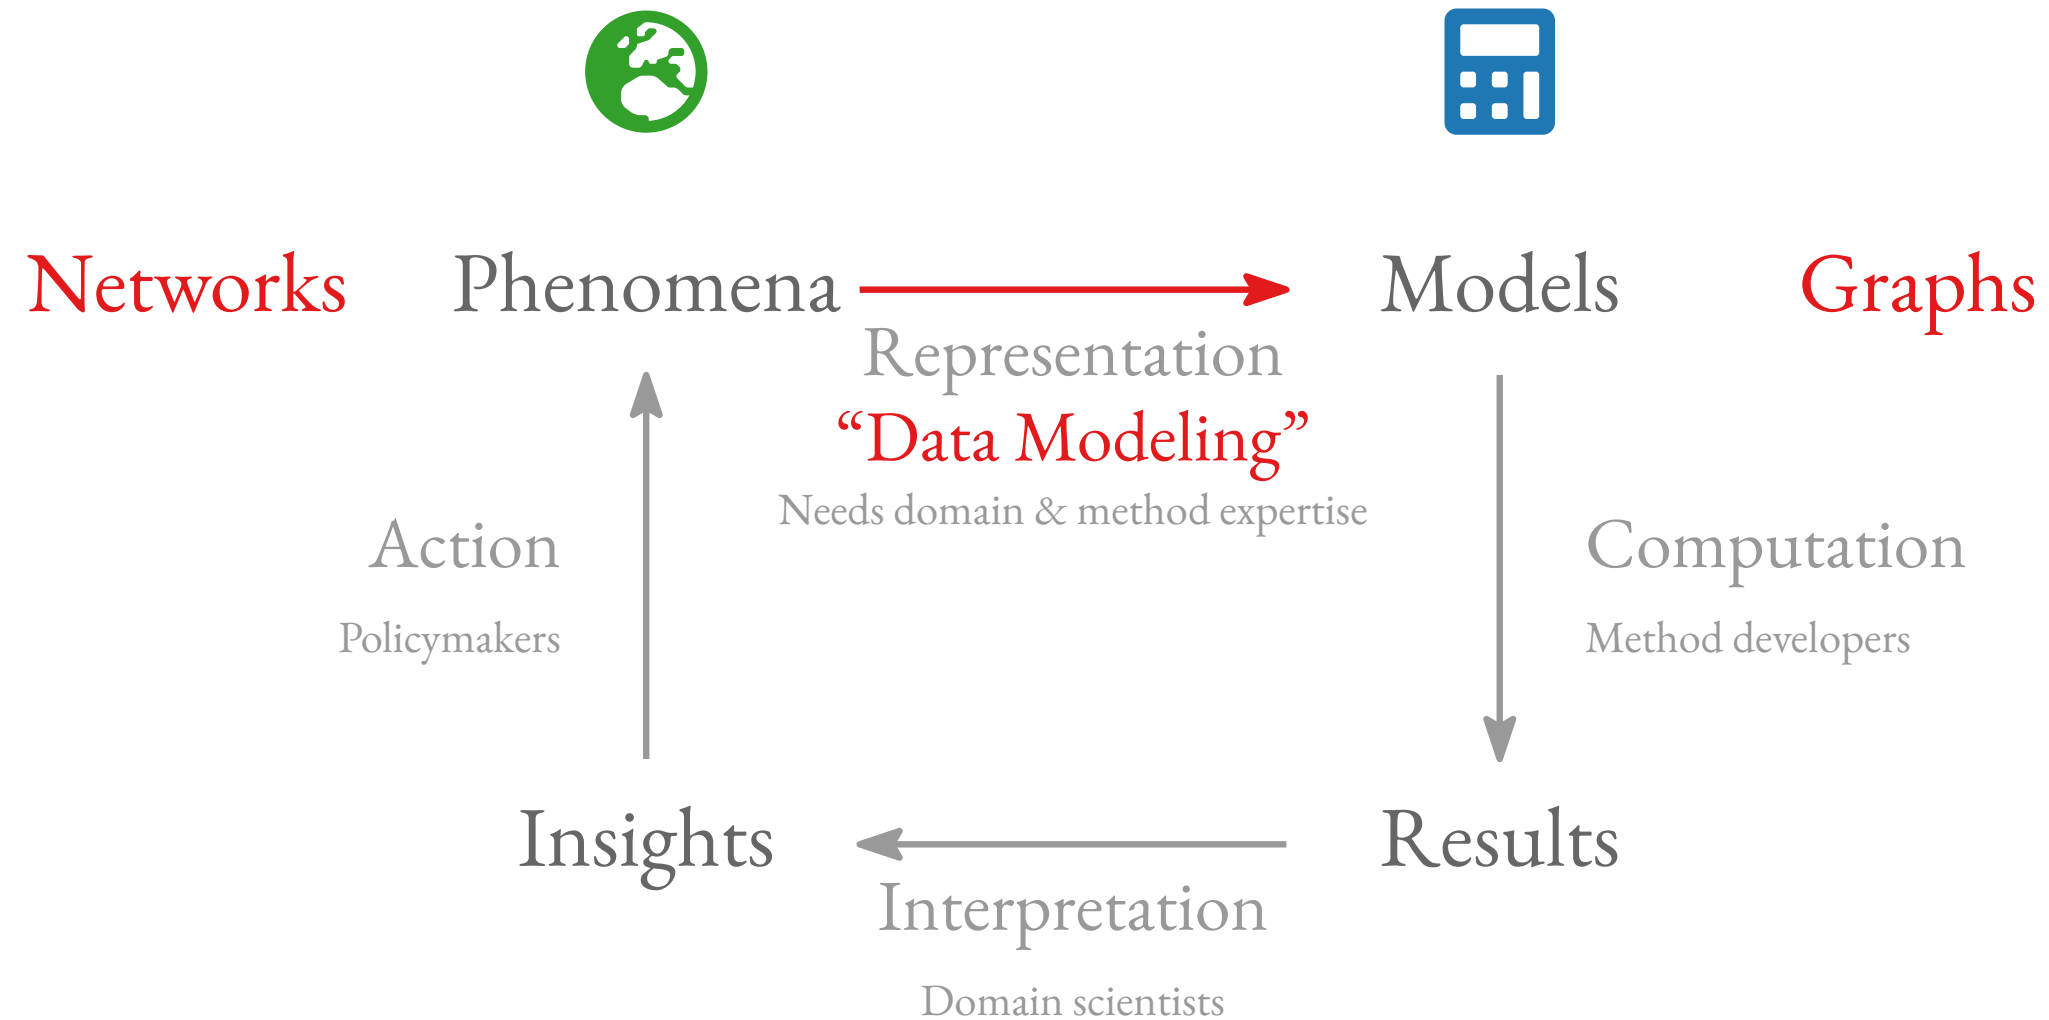 Networks
Phenomena
Models
Graphs
Representation
“Data Modeling”
Needs domain & method expertise
Action
Policymakers
Computation
Method developers
Insights
Results
Interpretation
Domain scientists